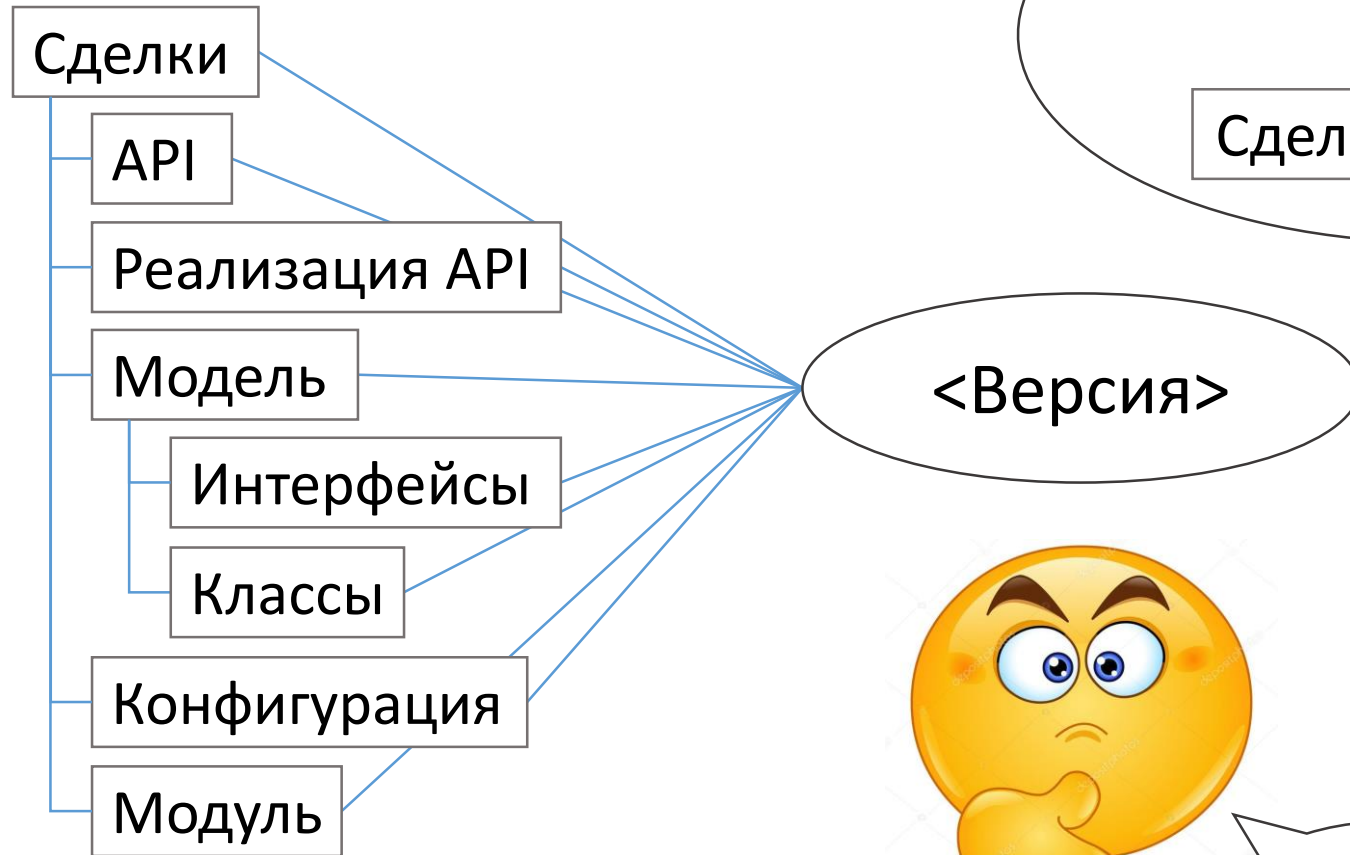 Сделки
API
Реализация API
Модель
Интерфейсы
Классы
Конфигурация
Модуль
Сдел
<Версия>